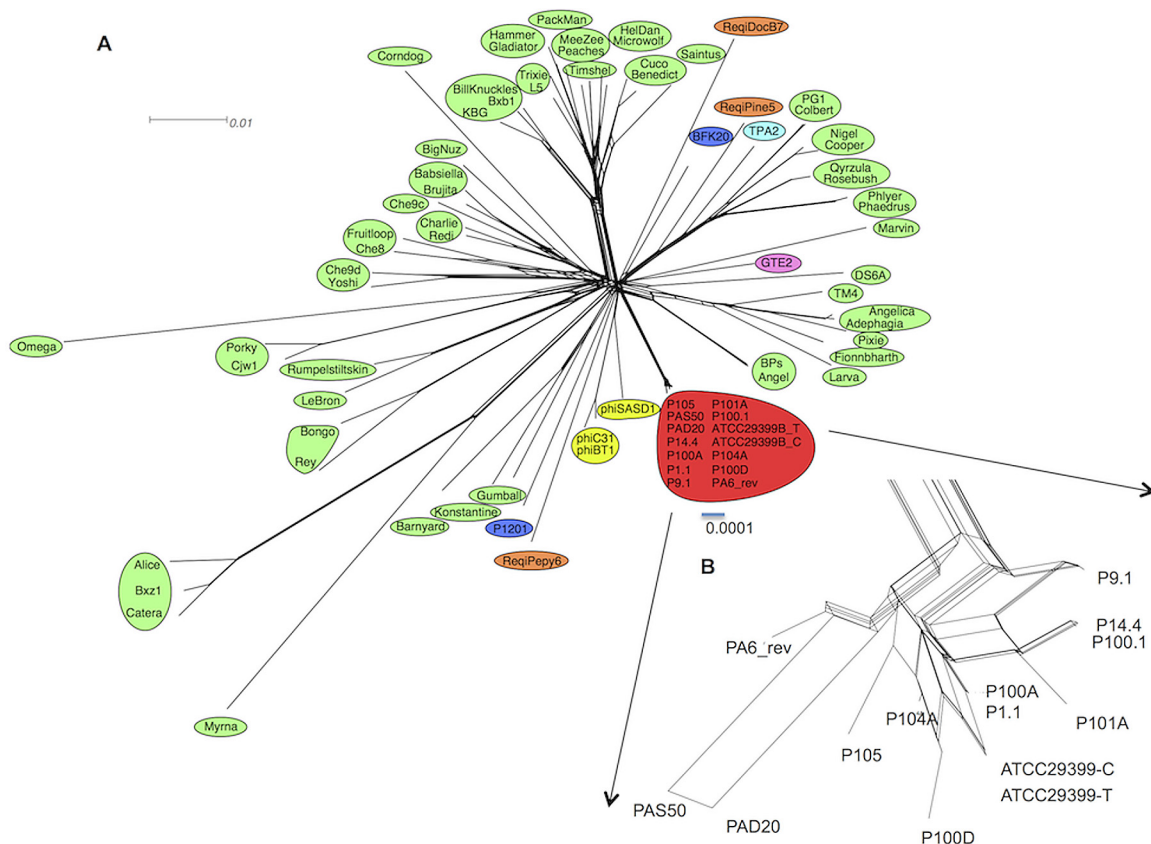 A
PackMan
ReqiDocB7
Hammer
Gladiator
MeeZee
Peaches
HelDan
Microwolf
Corndog
Saintus
Trixie
L5
Timshel
Cuco
Benedict
BillKnuckles
Bxb1
KBG
ReqiPine5
PG1
Colbert
0.01
BFK20
TPA2
Nigel
Cooper
BigNuz
Babsiella
Brujita
Qyrzula
Rosebush
Che9c
Phlyer
Phaedrus
Charlie
Redi
Marvin
Fruitloop
Che8
GTE2
Che9d
Yoshi
DS6A
TM4
Angelica
Adephagia
Omega
Porky
Cjw1
Pixie
Fionnbharth
Rumpelstiltskin
BPs
Angel
Larva
LeBron
phiSASD1
P105 P101A
PAS50 P100.1
PAD20 ATCC29399B_T
P14.4 ATCC29399B_C
P100A P104A
P1.1 P100D
P9.1 PA6_rev
Bongo
Rey
phiC31
phiBT1
Gumball
Konstantine
Barnyard
P1201
0.0001
ReqiPepy6
B
Alice
Bxz1
Catera
P9.1
P14.4
P100.1
PA6_rev
P100A
P1.1
P104A
P101A
Myrna
P105
ATCC29399-C
ATCC29399-T
PAS50
PAD20
P100D